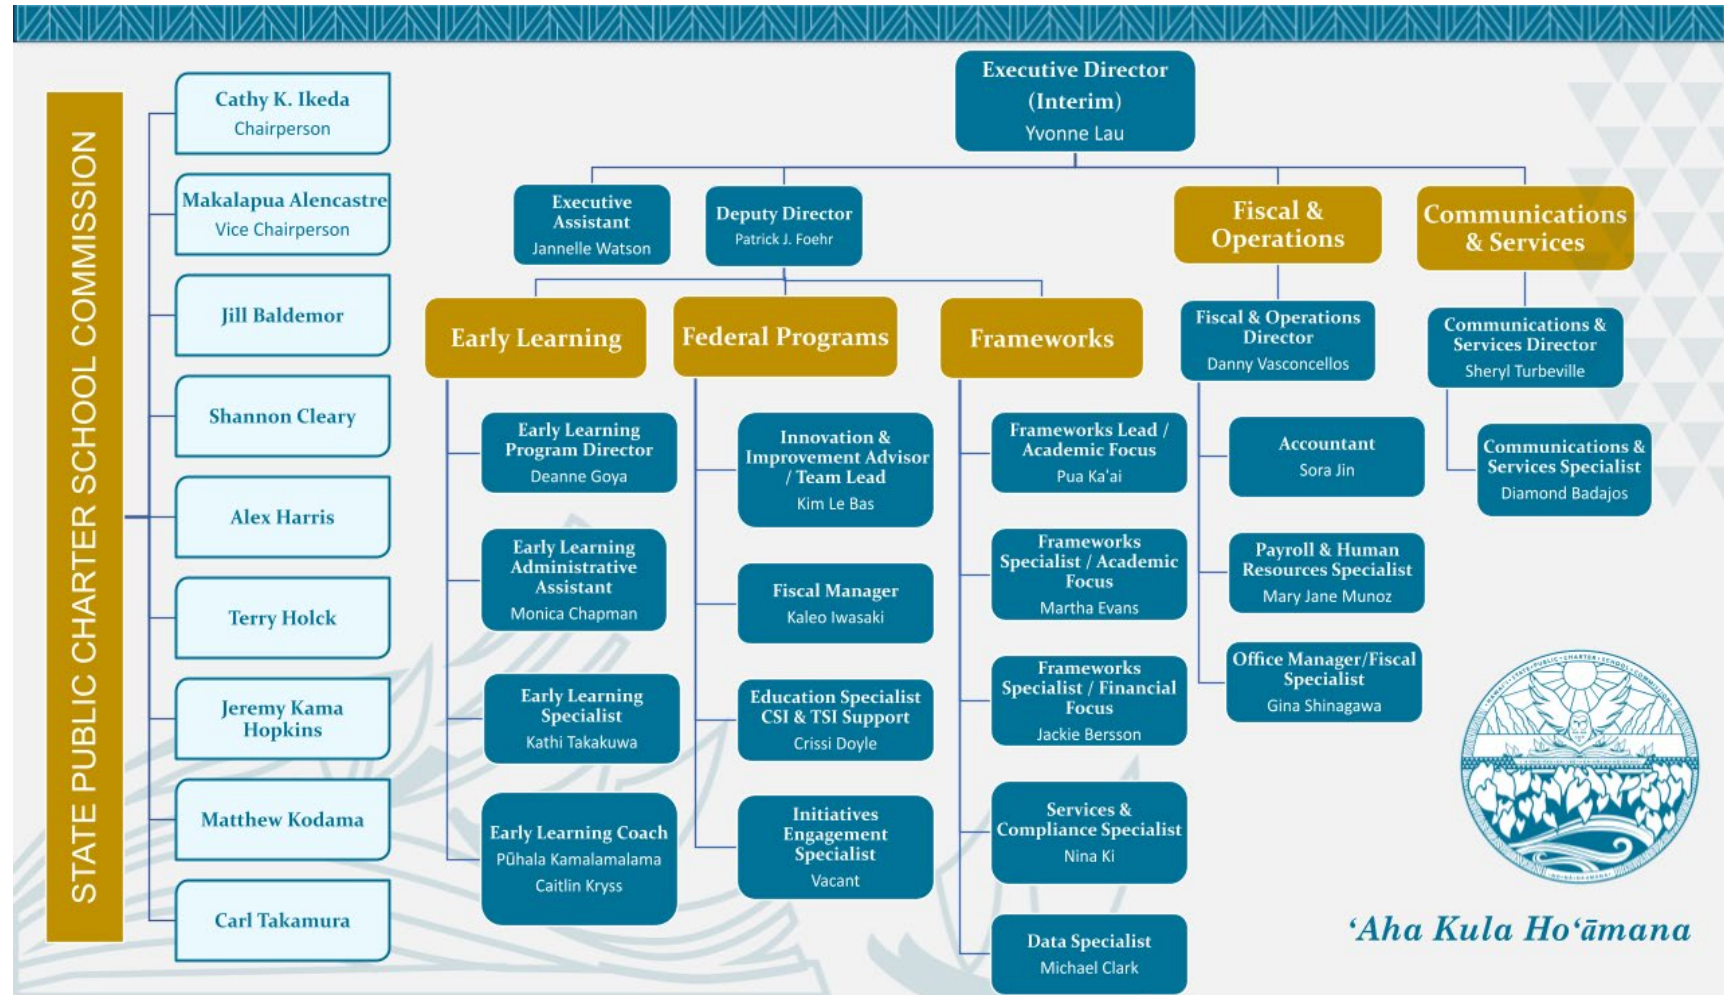 STATE PUBLIC CHARTER SCHOOL COMMISSION
Cathy K. Ikeda
Chairperson
Makalapua Alencastre
Vice Chairperson
Jill Baldemor
Shannon Cleary
Alex Harris
Terry Holck
Jeremy Kama
Hopkins
Matthew Kodama
Carl Takamura
Executive Director
(Interim)
Yvonne Lau
Executive
Assistant
Jannelle Watson
Deputy Director
Patrick J. Foehr
Fiscal &
Operations
Communications
& Services
Early Learning
Early Learning
Program Director
Deanne Goya
Early Learning
Administrative
Assistant
Monica Chapman
Early Learning
Specialist
Kathi Takakuwa
Early Learning Coach
Pūhala Kamalamalama
Caitlin Kryss
Federal Programs
Innovation &
Improvement Advisor
/ Team Lead
Kim Le Bas
Fiscal Manager
Kaleo Iwasaki
Education Specialist
CSI & TSI Support
Crissi Doyle
Initiatives
Engagement
Specialist
Vacant
Frameworks
Frameworks Lead /
Academic Focus
Pua Ka'ai
Frameworks
Specialist / Academic
Focus
Martha Evans
Frameworks
Specialist / Financial
Focus
Jackie Bersson
Services &
Compliance Specialist
Nina Ki
Data Specialist
Michael Clark
Fiscal & Operations
Director
Danny Vasconcellos
Accountant
Sora Jin
Payroll & Human
Resources Specialist
Mary Jane Munoz
Office Manager/Fiscal
Specialist
Gina Shinagawa
Communications &
Services Director
Sheryl Turbeville
Communications &
Services Specialist
Diamond Badajos
STATE PUBLIC CHARTER SCHOOL COMMISSION
ʻAha Kula Hoʻāmana